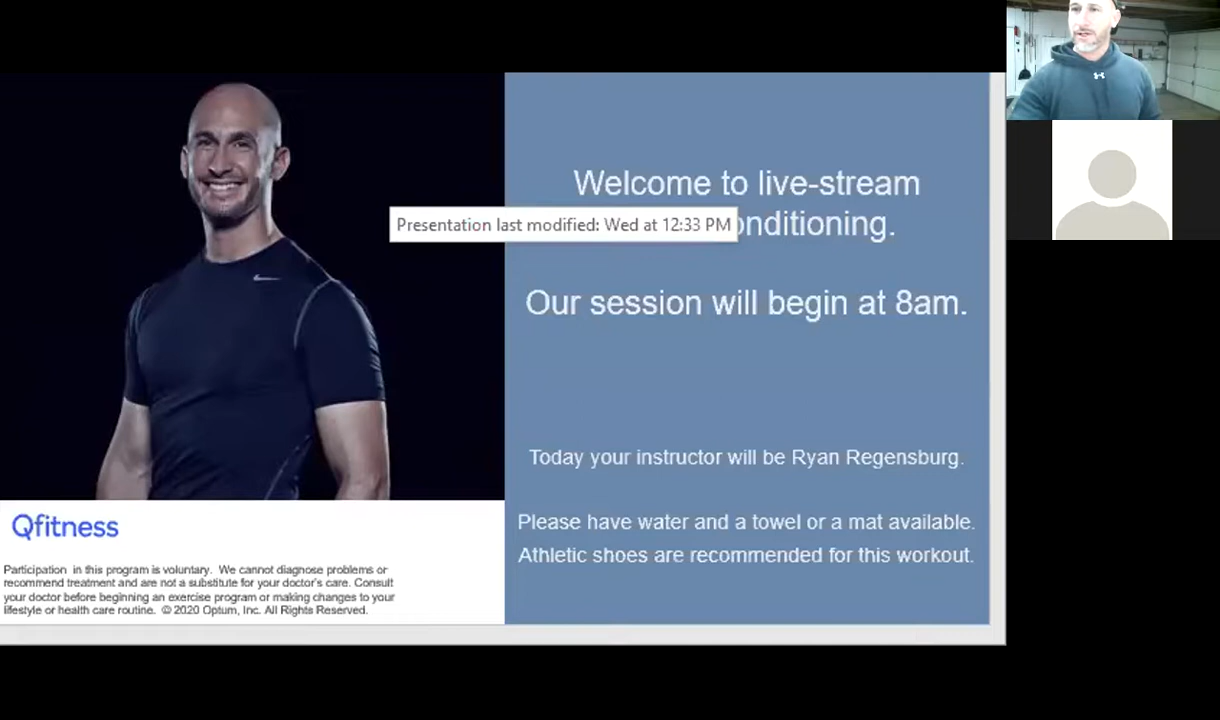 Welcome to live-stream
Presentation last modified: Wed at 12:33 PM
onditioning.
Our session will begin at 8am.
Today your instructor will be Ryan Regensburg.
Please have water and a towel or a mat available.
Athletic shoes are recommended for this workout.
Qfitness
Participation in this program is voluntary. We cannot diagnose problems or
recommend treatment and are not a substitute for your doctor's care. Consult
your doctor before beginning an exercise program or making changes to your
lifestyle or health care routine. © 2020 Optum, Inc. All Rights Reserved.